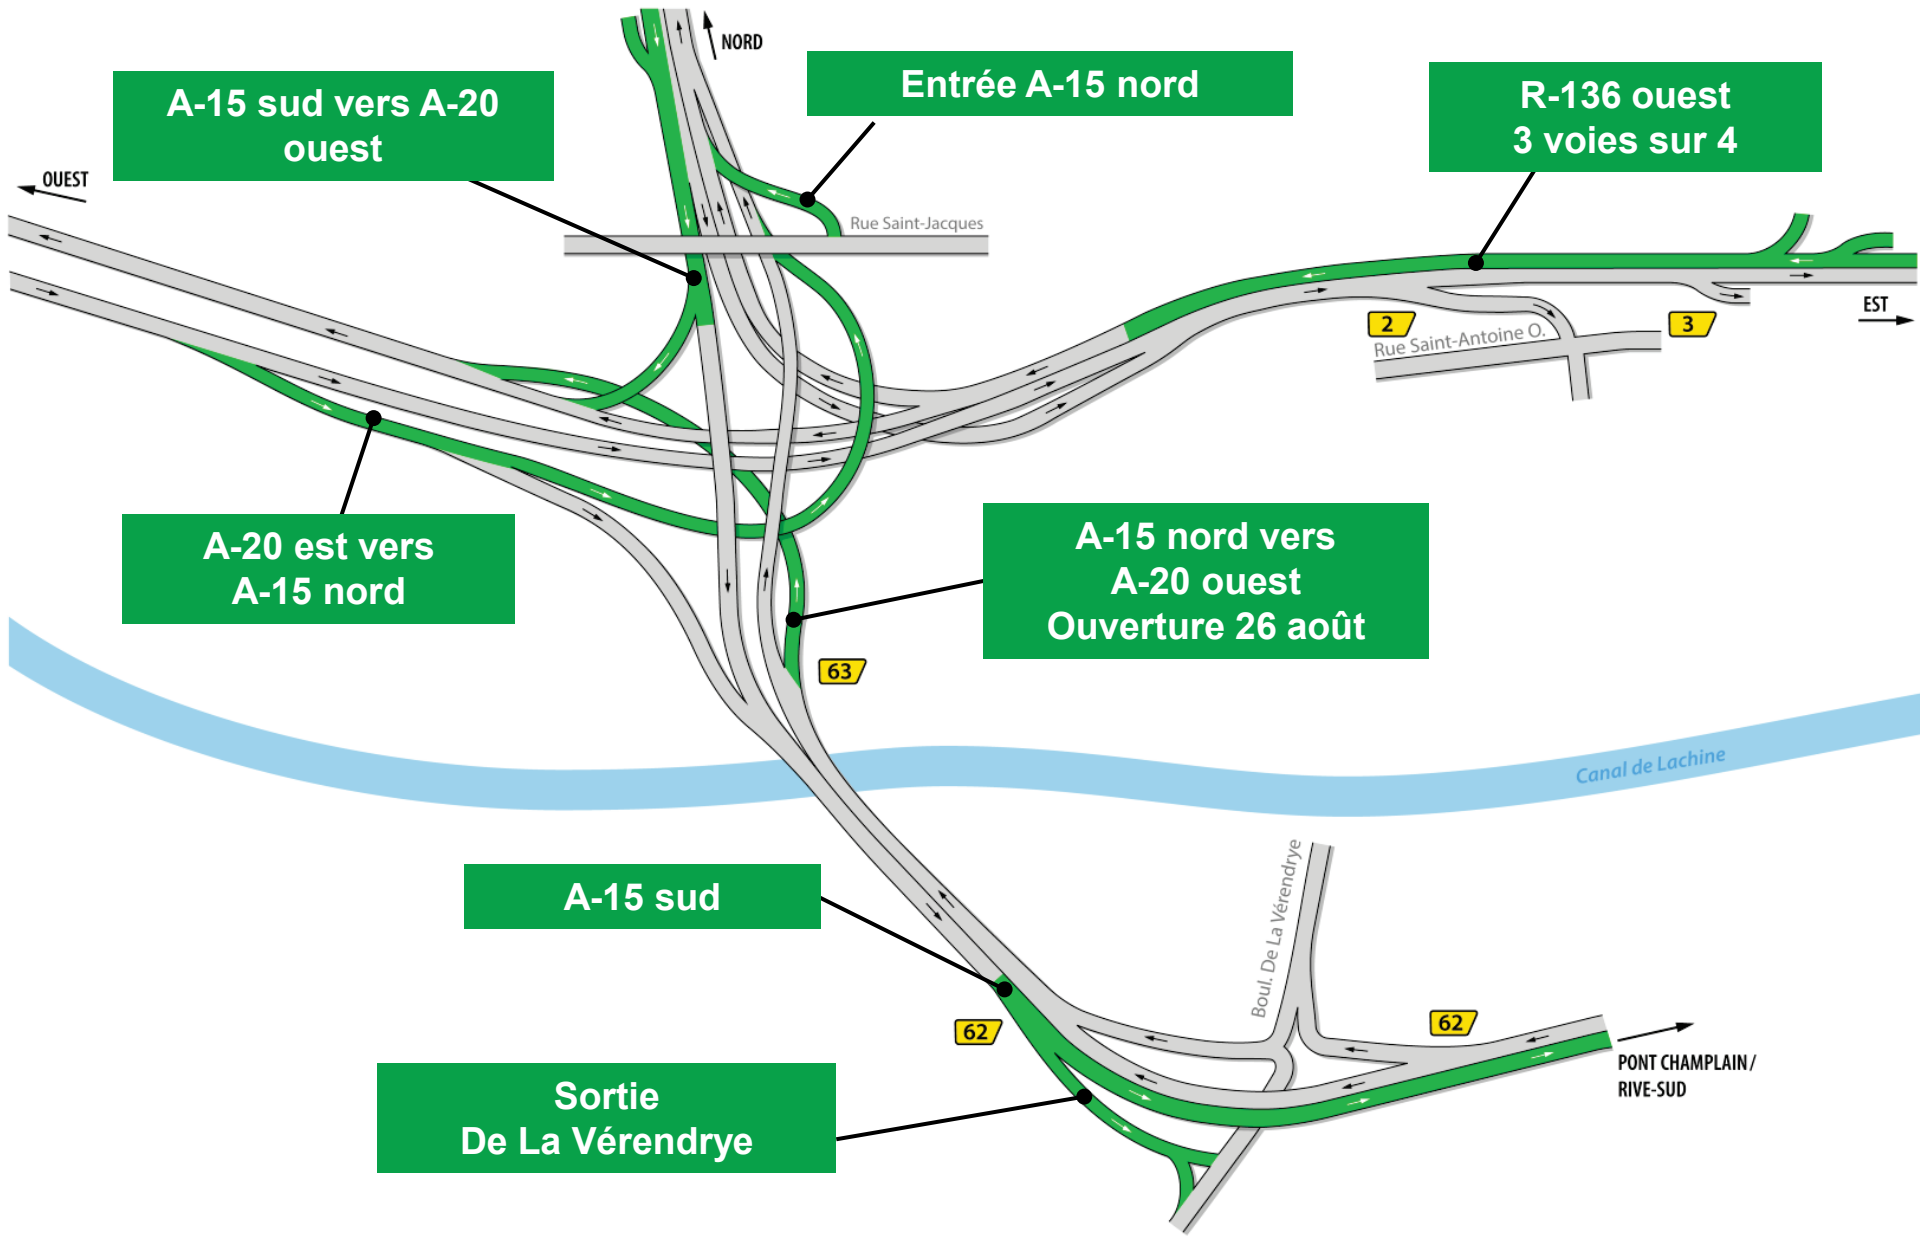 NORD
A-15 sud vers A-20
ouest
Entrée A-15 nord
R-136 ouest
3 voies sur 4
OUEST
Rue Saint-Jacques
EST
2
3
Rue Saint-Antoine O.
A-20 est vers
A-15 nord
A-15 nord vers
A-20 ouest
Ouverture 26 août
63
Canal de Lachine
A-15 sud
Boul. De La Vérendrye
62
62
PONT CHAMPLAIN /
RIVE-SUD
Sortie
De La Vérendrye